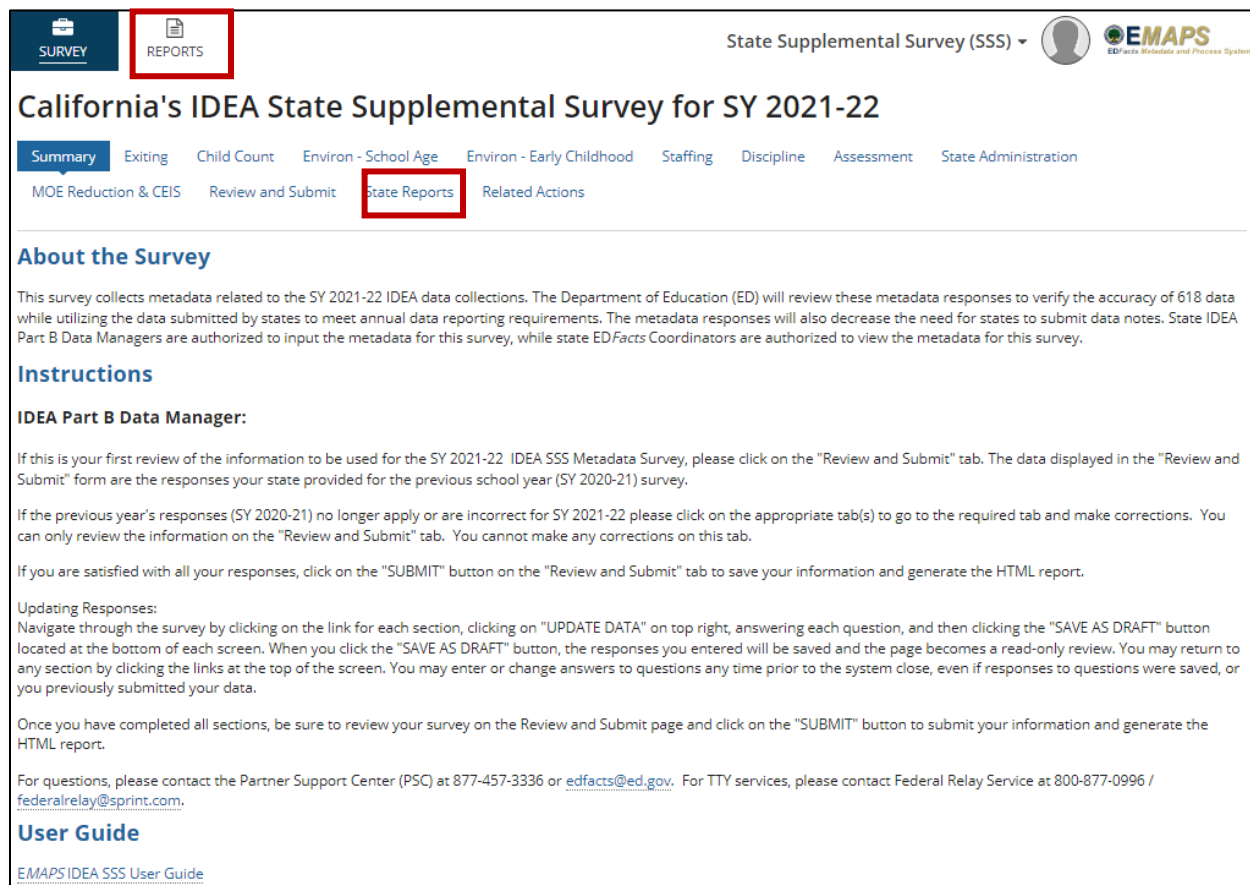 SURVEY
REPORTS
State Supplemental Survey (SSS)
EMAPS
EDFacts Metadata and Process System
California's IDEA State Supplemental Survey for SY 2021-22
Summary Exiting Child Count Environ - School Age Environ - Early Childhood Staffing Discipline Assessment State Administration
MOE Reduction & CEIS Review and Submit State Reports Related Actions
About the Survey
This survey collects metadata related to the SY 2021-22 IDEA data collections. The Department of Education (ED) will review these metadata responses to verify the accuracy of 618 data
while utilizing the data submitted by states to meet annual data reporting requirements. The metadata responses will also decrease the need for states to submit data notes. State IDEA
Part B Data Managers are authorized to input the metadata for this survey, while state EDFacts Coordinators are authorized to view the metadata for this survey.
Instructions
IDEA Part B Data Manager:
If this is your first review of the information to be used for the SY 2021-22 IDEA SSS Metadata Survey, please click on the "Review and Submit" tab. The data displayed in the "Review and
Submit" form are the responses your state provided for the previous school year (SY 2020-21) survey.
If the previous year's responses (SY 2020-21) no longer apply or are incorrect for SY 2021-22 please click on the appropriate tab(s) to go to the required tab and make corrections. You
can only review the information on the "Review and Submit" tab. You cannot make any corrections on this tab.
If you are satisfied with all your responses, click on the "SUBMIT" button on the "Review and Submit" tab to save your information and generate the HTML report.
Updating Responses:
Navigate through the survey by clicking on the link for each section, clicking on "UPDATE DATA" on top right, answering each question, and then clicking the "SAVE AS DRAFT" button
located at the bottom of each screen. When you click the "SAVE AS DRAFT" button, the responses you entered will be saved and the page becomes a read-only review. You may return to
any section by clicking the links at the top of the screen. You may enter or change answers to questions any time prior to the system close, even if responses to questions were saved, or
you previously submitted your data.
Once you have completed all sections, be sure to review your survey on the Review and Submit page and click on the "SUBMIT" button to submit your information and generate the
HTML report.
For questions, please contact the Partner Support Center (PSC) at 877-457-3336 or edfacts@ed.gov. For TTY services, please contact Federal Relay Service at 800-877-0996 /
federalrelay@sprint.com.
User Guide
EMAPS IDEA SSS User Guide